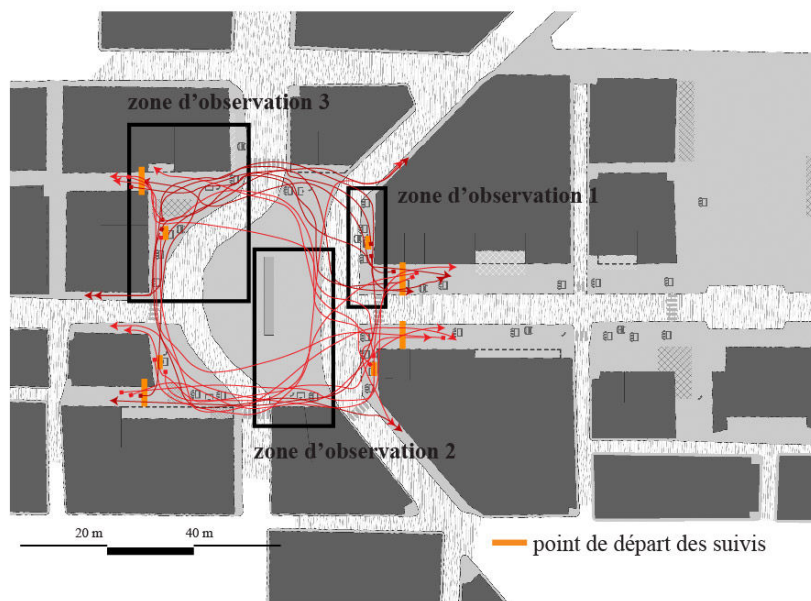 zone d’observation 3
zone d’observation 1
zone d’observation 2
20 m
40 m
point de départ des suivis